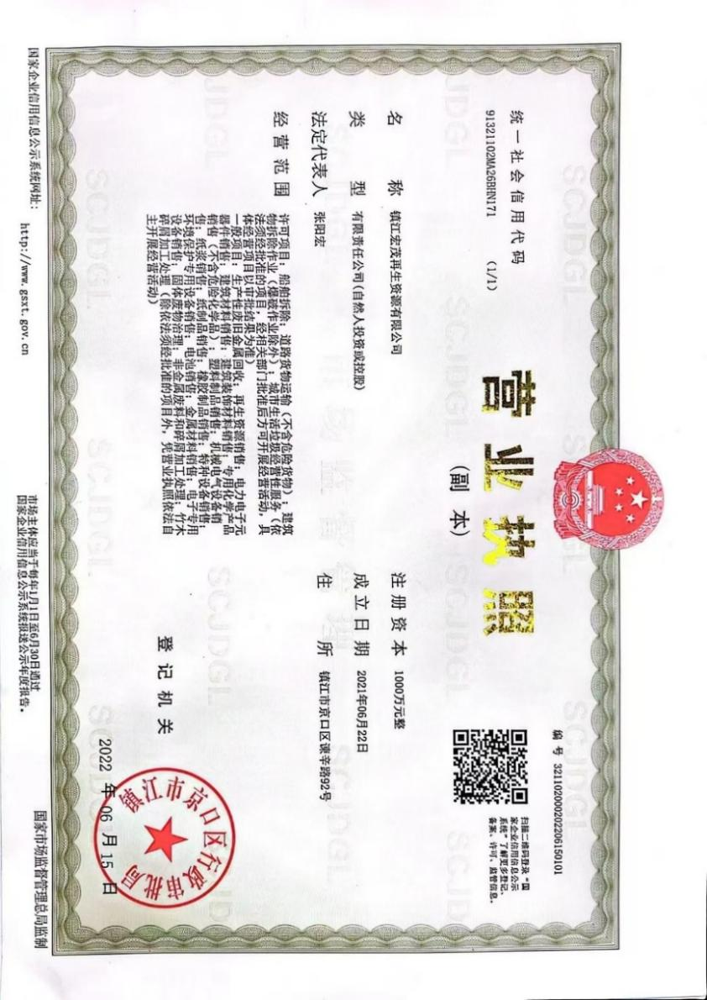 编 号 321102000202206150101
统一社会信用代码
91321102MA26BHN171 (1/1)
营业执照
(副 本)
扫描二维码登录“国
家企业信用信息公示
系统”了解更多登记、
备案、许可、监管信息。
名 称 镇江宏茂再生资源有限公司
类 型 有限责任公司(自然人投资或控股)
法定代表人 张阳宏
经营范围 许可项目：船舶拆除；道路货物运输（不含危险货物）；建筑
物拆除作业（爆破作业除外）；城市生活垃圾经营性服务（依
法须经批准的项目，经相关部门批准后方可开展经营活动，具
体经营项目以审批结果为准）
一般项目：生产性废旧金属回收；再生资源销售；电力电子元
器件销售；建筑材料销售；建筑装饰材料销售；专用化学产品
销售（不含危险化学品）；塑料制品销售；机械电气设备销
售；纸浆销售；纸制品销售；橡胶制品销售；特种设备销售；
环境保护专用设备销售；电池销售；金属材料销售；电子专用
设备销售；固体废物治理；非金属废料和碎屑加工处理；竹木
碎屑加工处理（除依法须经批准的项目外，凭营业执照依法自
主开展经营活动）
注册资本 1000万元整
成立日期 2021年06月22日
住 所 镇江市京口区谏辛路92号
登记机关
镇江市京口区行政审批局
2022 年 06 月 15 日
国家企业信用信息公示系统网址： http://www.gsxt.gov.cn
市场主体应当于每年1月1日至6月30日通过
国家企业信用信息公示系统报送公示年度报告。
国家市场监督管理总局监制
SCJDGL